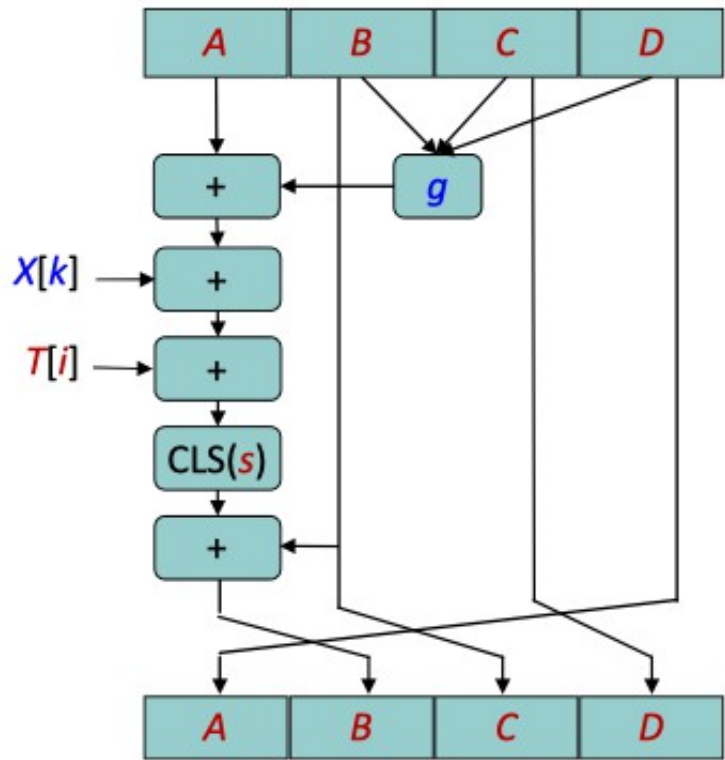 A B C D
+ g
X[k] +
T[i] +
CLS(s)
+
A B C D